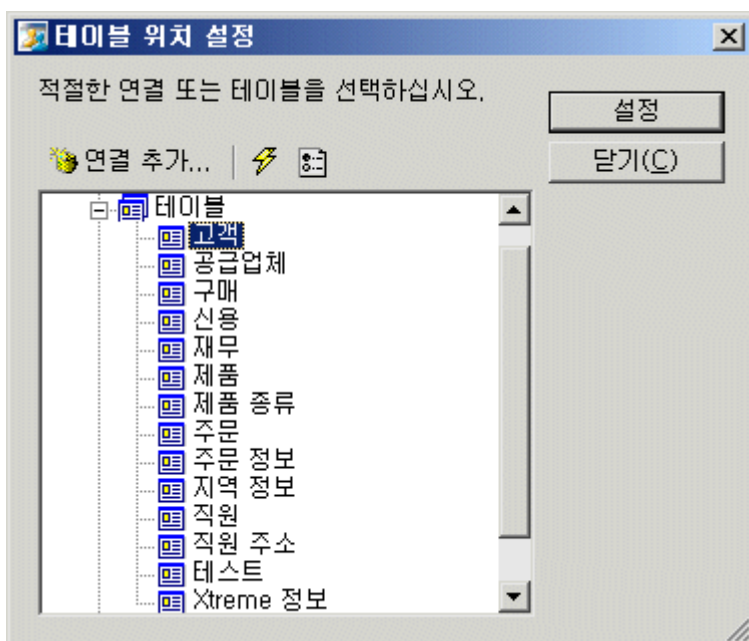 테이블 위치 설정
적절한 연결 또는 테이블을 선택하십시오.
설정
연결 추가...
닫기(C)
테이블
고객
공급업체
구매
신용
재무
제품
제품 종류
주문
주문 정보
지역 정보
직원
직원 주소
테스트
Xtreme 정보